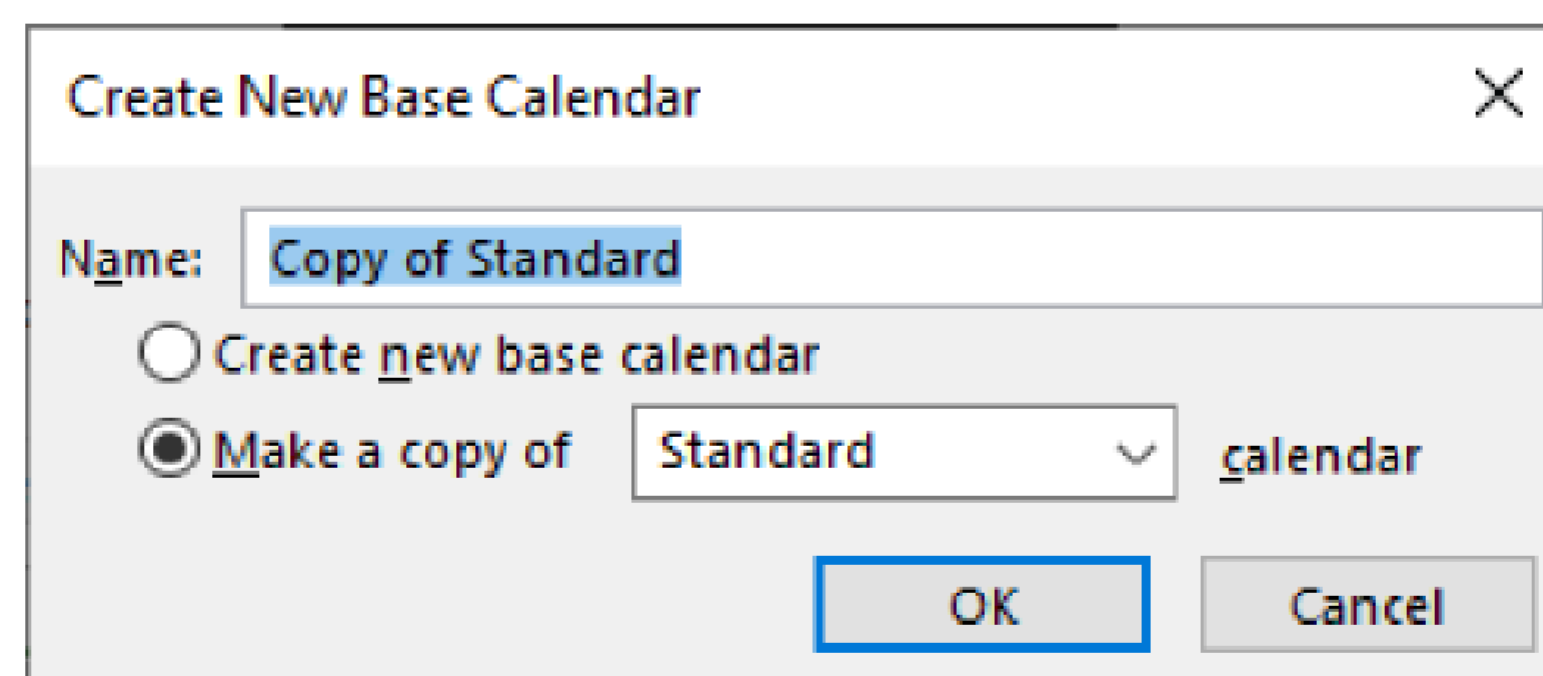 Create New Base Calendar
Name: Copy of Standard
Create new base calendar
Make a copy of Standard calendar
OK Cancel